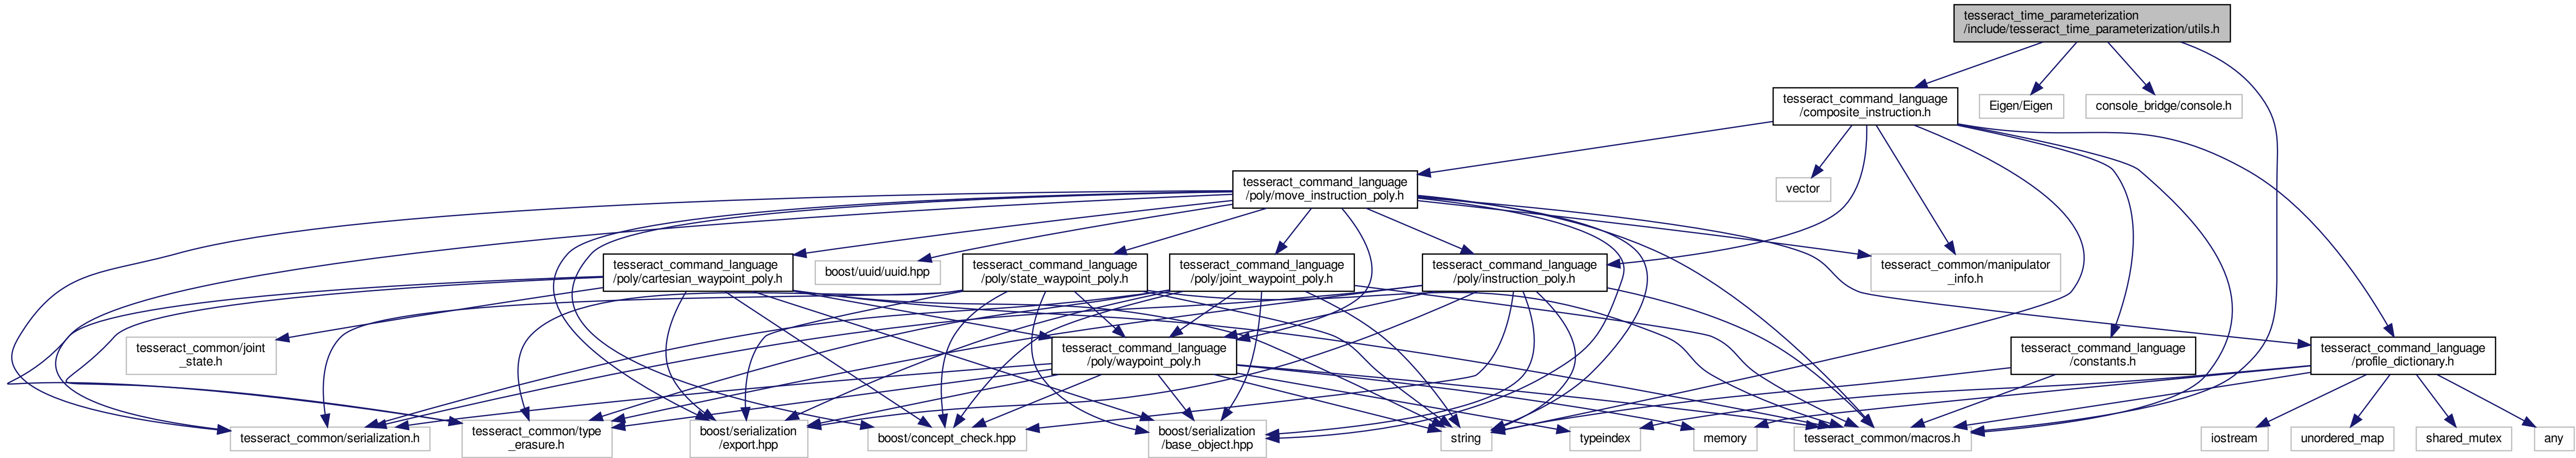 tesseract_time_parameterization
/include/tesseract_time_parameterization/utils.h
tesseract_command_language
/composite_instruction.h
Eigen/Eigen
console_bridge/console.h
tesseract_command_language
/poly/move_instruction_poly.h
vector
tesseract_command_language
/poly/cartesian_waypoint_poly.h
boost/uuid/uuid.hpp
tesseract_command_language
/poly/state_waypoint_poly.h
tesseract_command_language
/poly/joint_waypoint_poly.h
tesseract_command_language
/poly/instruction_poly.h
tesseract_common/manipulator
_info.h
tesseract_common/joint
_state.h
tesseract_command_language
/poly/waypoint_poly.h
tesseract_command_language
/constants.h
tesseract_command_language
/profile_dictionary.h
tesseract_common/serialization.h
tesseract_common/type
_erasure.h
boost/serialization
/export.hpp
boost/concept_check.hpp
boost/serialization
/base_object.hpp
string
typeindex
memory
tesseract_common/macros.h
iostream
unordered_map
shared_mutex
any